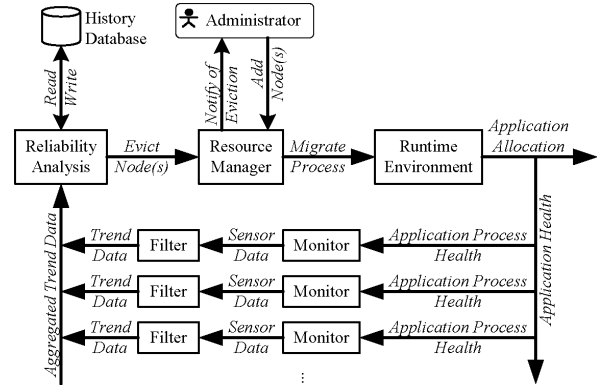 History
Database
Administrator
Read
Write
Notify of
Eviction
Add
Node(s)
Reliability
Analysis
Evict
Node(s)
Resource
Manager
Migrate
Process
Runtime
Environment
Application
Allocation
Aggregated Trend Data
Trend
Data
Filter
Sensor
Data
Monitor
Application Process
Health
Trend
Data
Filter
Sensor
Data
Monitor
Application Process
Health
Trend
Data
Filter
Sensor
Data
Monitor
Application Process
Health
Application Health
...